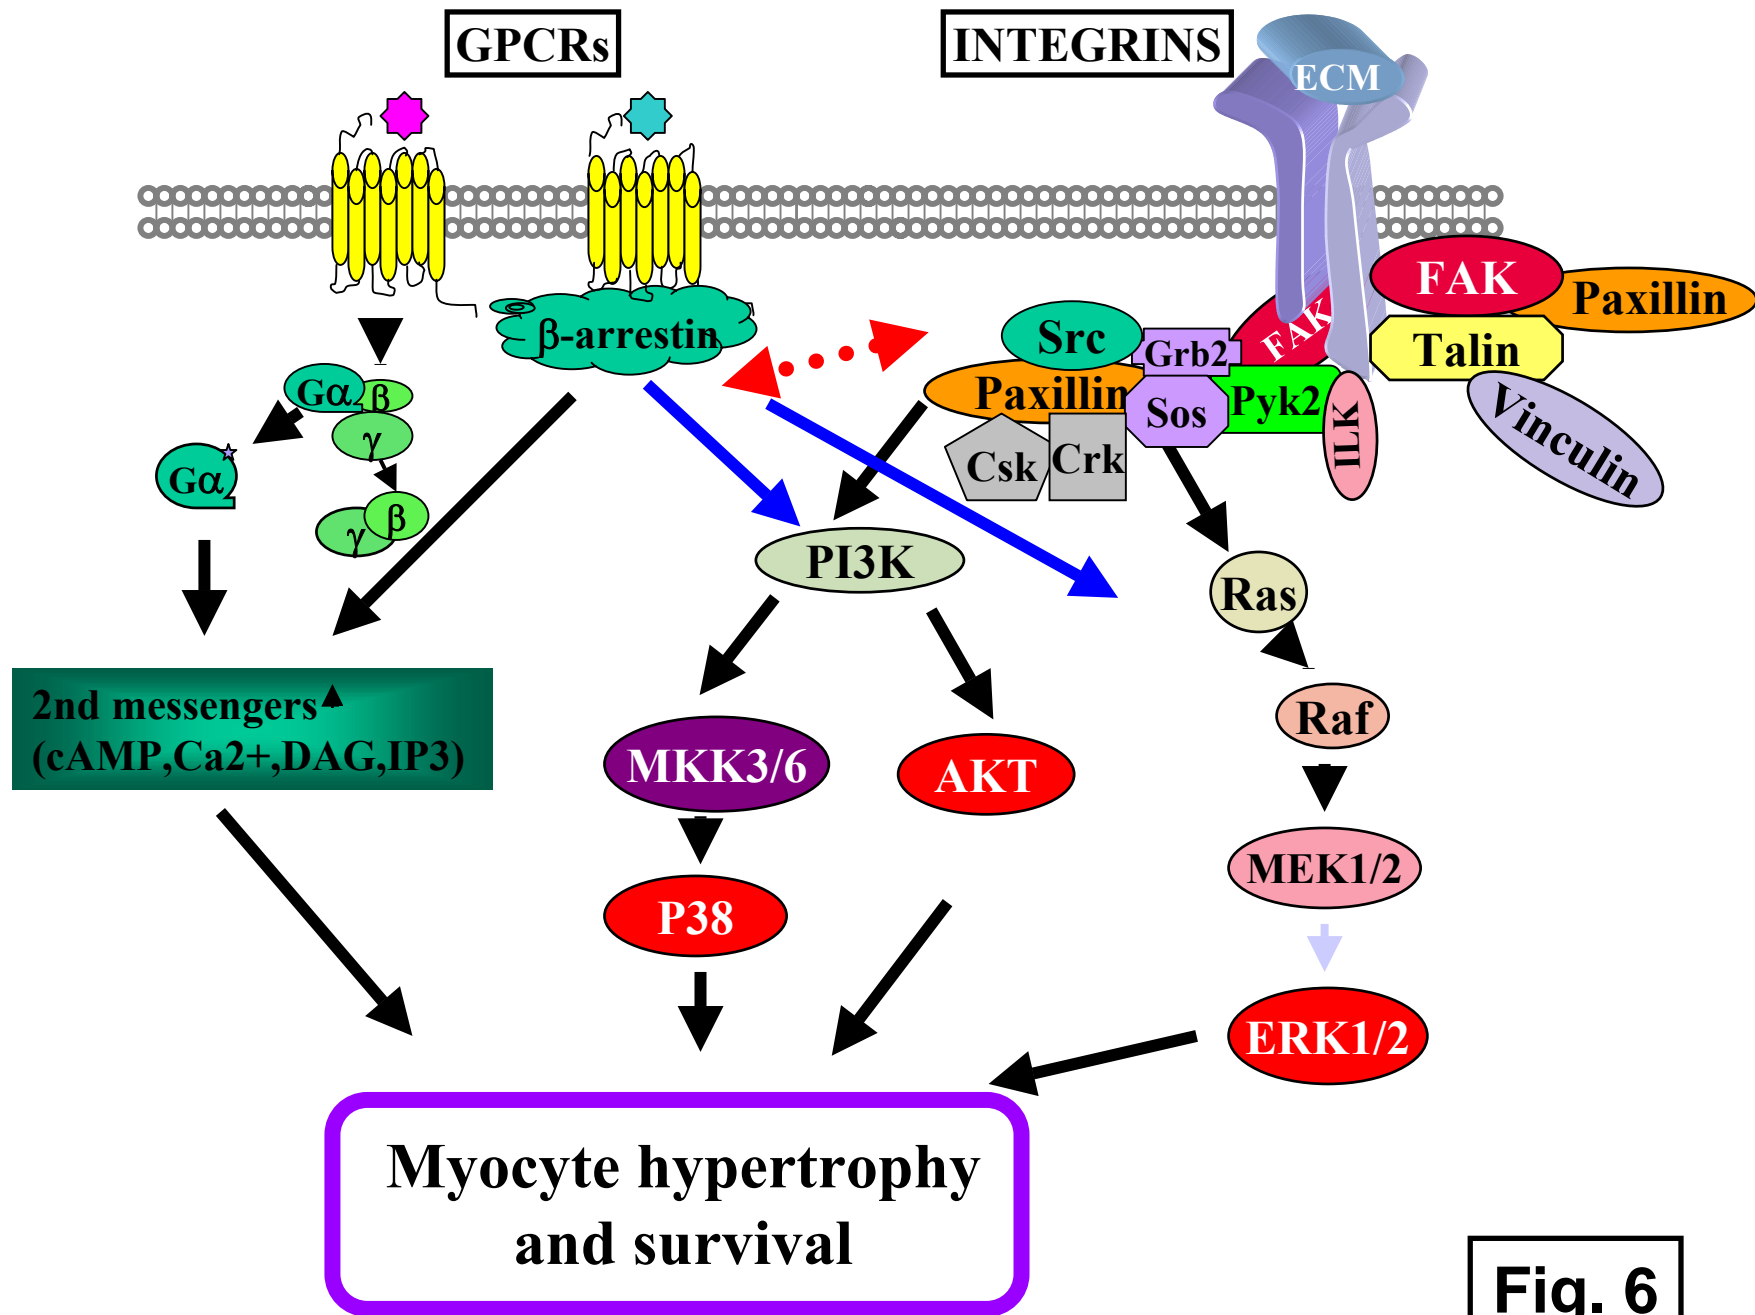 GPCRs
INTEGRINS
ECM
FAK
Paxillin
Talin
Vinculin
β-arrestin
Src
Grb2
FAK
Paxillin
Sos
Pyk2
ILK
Csk
Crk
Gα
β
γ
Gα
β
γ
PI3K
Ras
2nd messengers
(cAMP,Ca2+,DAG,IP3)
MKK3/6
AKT
Raf
P38
MEK1/2
ERK1/2
Myocyte hypertrophy
and survival
Fig. 6